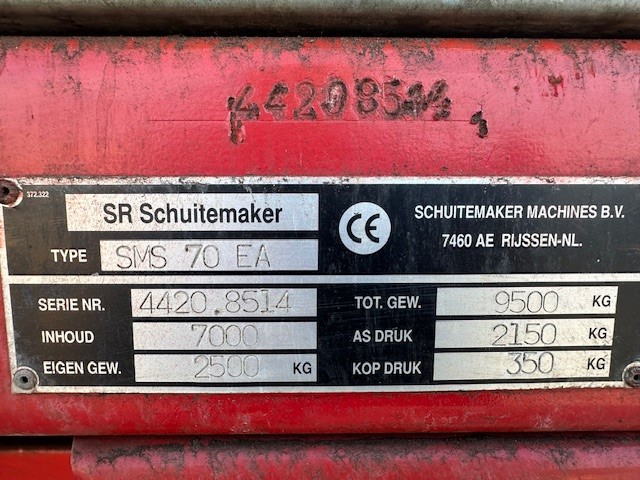 44208514
372.322
SR Schuitemaker
TYPE SMS 70 EA
CE
SCHUITEMAKER MACHINES B.V.
7460 AE RIJSSEN-NL.
SERIE NR. 4420.8514 TOT. GEW. 9500 KG
INHOUD 7000 AS DRUK 2150 KG
EIGEN GEW. 2500 KG KOP DRUK 350 KG